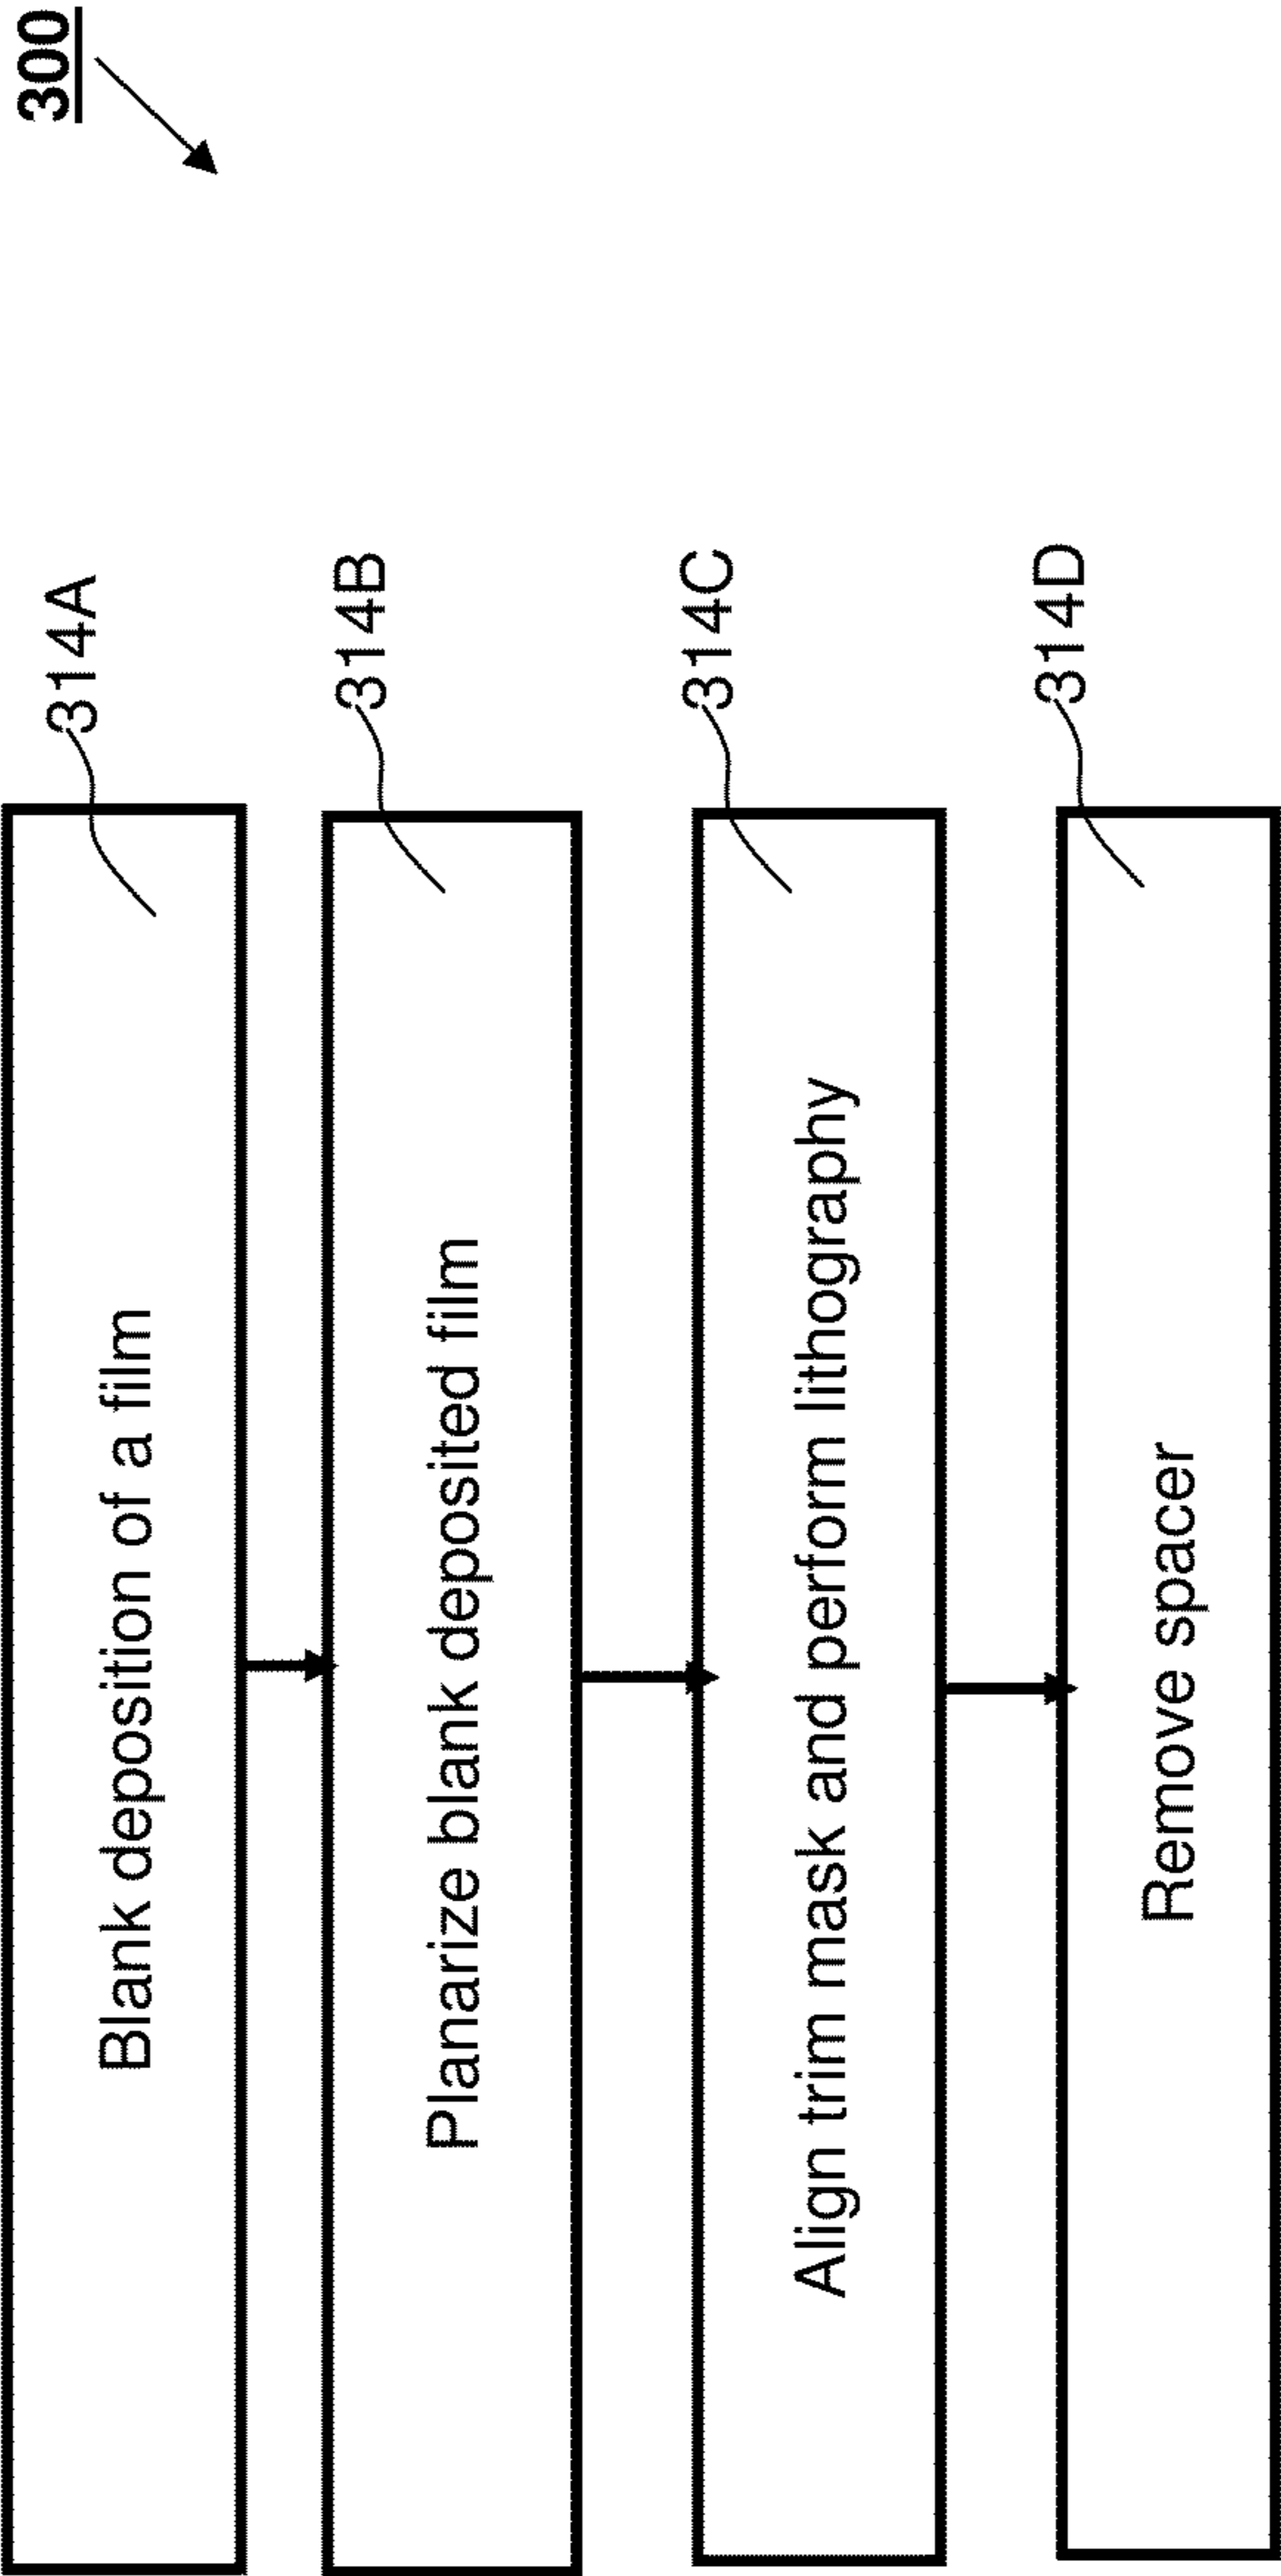 300
314A
Blank deposition of a film
314B
Planarize blank deposited film
314C
Align trim mask and perform lithography
314D
Remove spacer